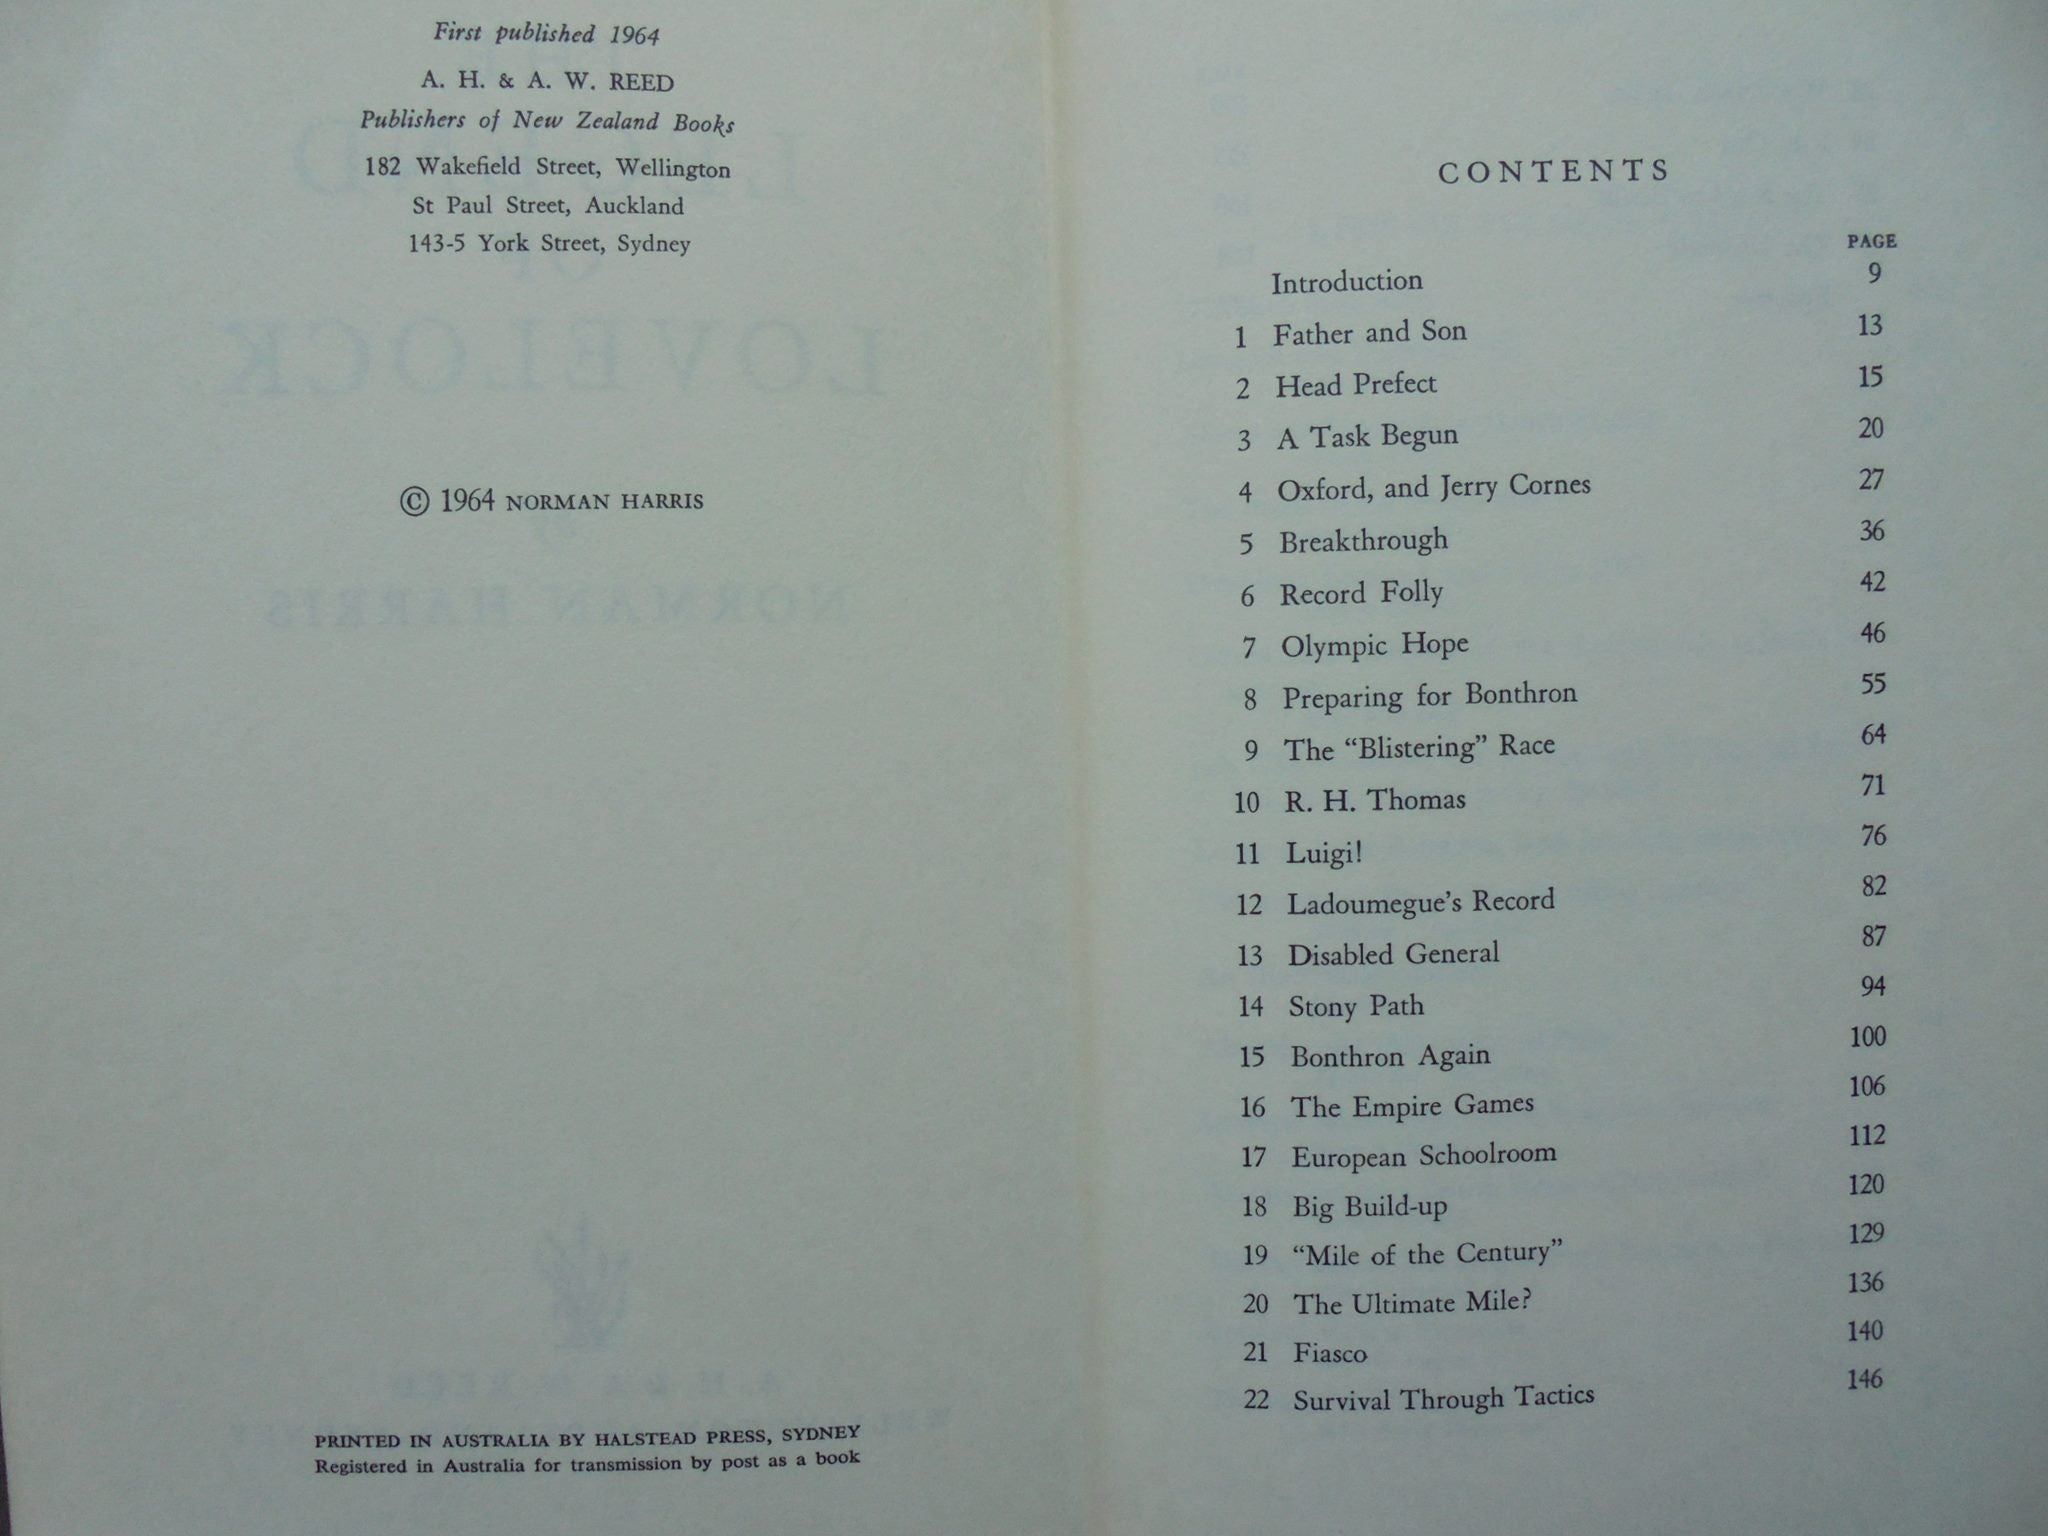 First published 1964
A. H. & A. W. REED
Publishers of New Zealand Books
182 Wakefield Street, Wellington
St Paul Street, Auckland
143-5 York Street, Sydney
© 1964 NORMAN HARRIS
PRINTED IN AUSTRALIA BY HALSTEAD PRESS, SYDNEY
Registered in Australia for transmission by post as a book
CONTENTS
PAGE
Introduction 9
1 Father and Son 13
2 Head Prefect 15
3 A Task Begun 20
4 Oxford, and Jerry Cornes 27
5 Breakthrough 36
6 Record Folly 42
7 Olympic Hope 46
8 Preparing for Bonthron 55
9 The “Blistering” Race 64
10 R. H. Thomas 71
11 Luigi! 76
12 Ladoumegue’s Record 82
13 Disabled General 87
14 Stony Path 94
15 Bonthron Again 100
16 The Empire Games 106
17 European Schoolroom 112
18 Big Build-up 120
19 “Mile of the Century” 129
20 The Ultimate Mile? 136
21 Fiasco 140
22 Survival Through Tactics 146